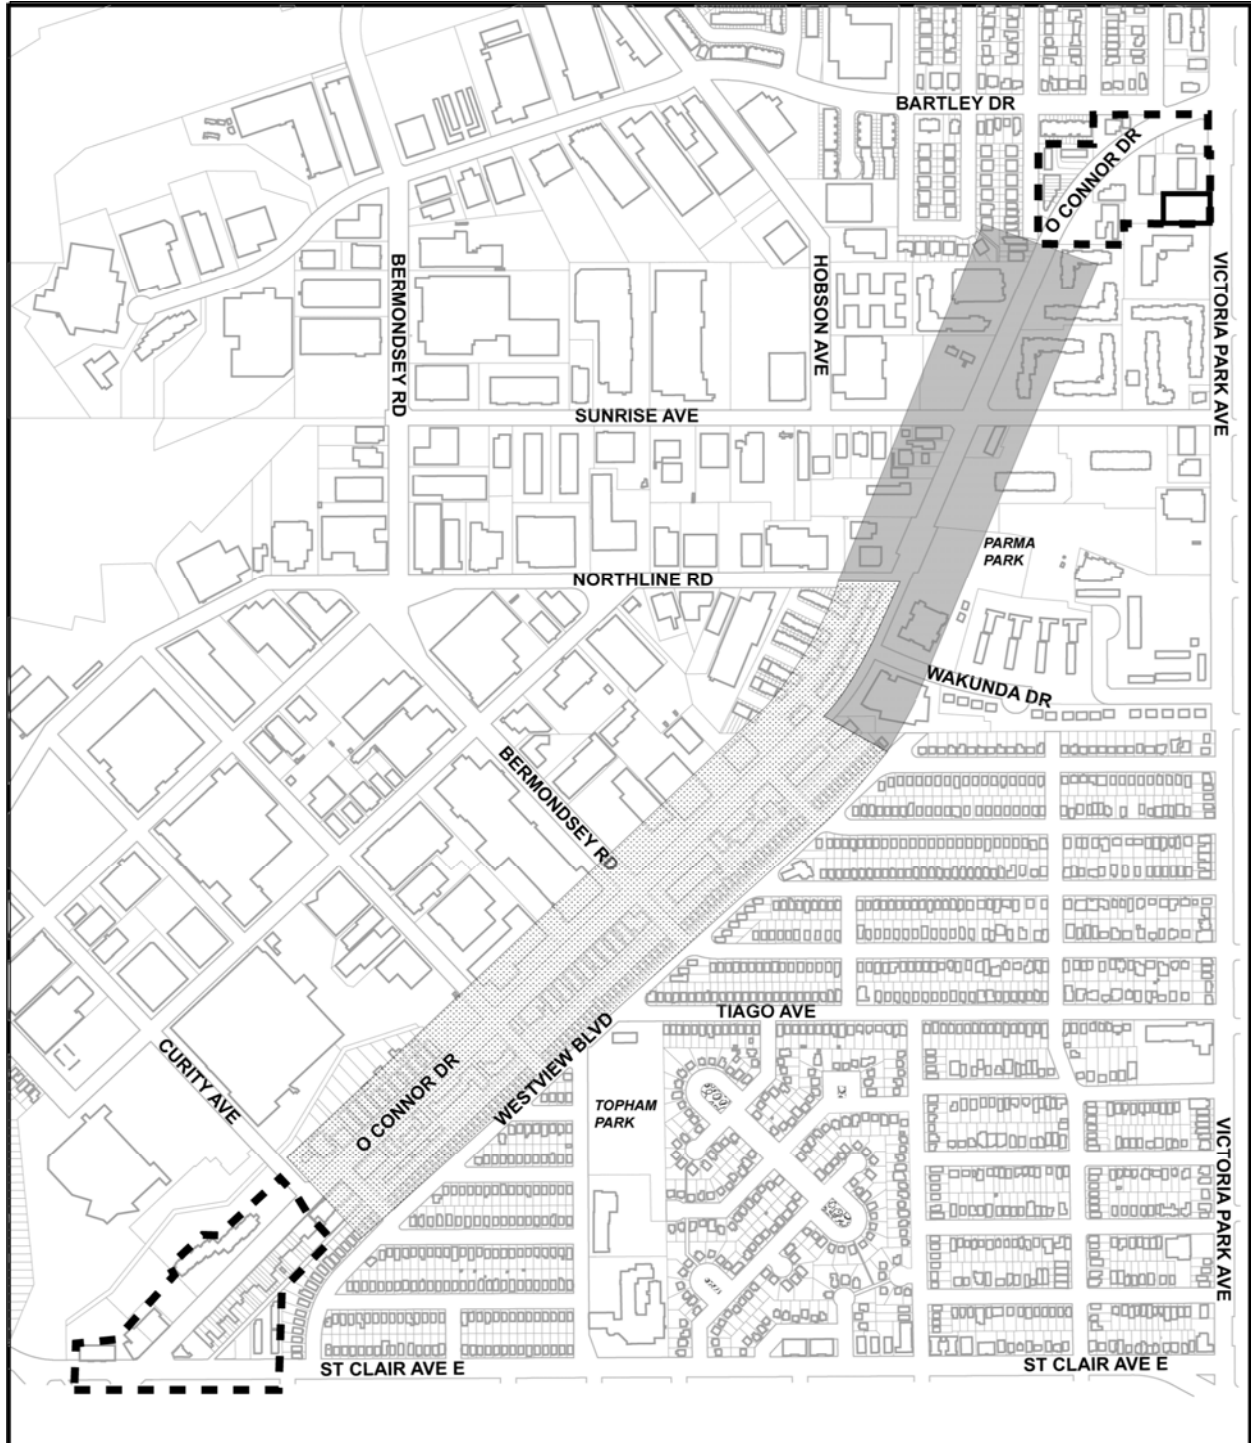 BARTLEY DR
O CONNOR DR
BERMONDSEY RD
HOBSON AVE
VICTORIA PARK AVE
SUNRISE AVE
PARMA
PARK
NORTHLINE RD
WAKUNDA DR
BERMONDSEY RD
TIAGO AVE
CURITY AVE
O CONNOR DR
WESTVIEW BLVD
TOPHAM
PARK
VICTORIA PARK AVE
ST CLAIR AVE E
ST CLAIR AVE E